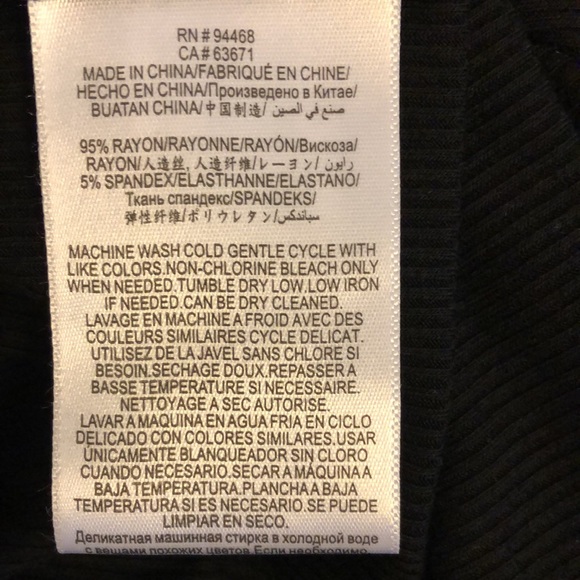 RN # 94468
CA # 63671
MADE IN CHINA/FABRIQUÉ EN CHINE/
HECHO EN CHINA/Произведено в Китае/
BUATAN CHINA/中国制造/ صنع في الصين
95% RAYON/RAYONNE/RAYÓN/Вискоза/
RAYON/人造丝, 人造纤维/レーヨン/ رايون
5% SPANDEX/ELASTHANNE/ELASTANO/
Ткань спандекс/SPANDEKS/
弹性纤维/ポリウレタン/سباندكس
MACHINE WASH COLD GENTLE CYCLE WITH
LIKE COLORS.NON-CHLORINE BLEACH ONLY
WHEN NEEDED.TUMBLE DRY LOW.LOW IRON
IF NEEDED.CAN BE DRY CLEANED.
LAVAGE EN MACHINE A FROID AVEC DES
COULEURS SIMILAIRES CYCLE DELICAT.
UTILISEZ DE LA JAVEL SANS CHLORE SI
BESOIN.SECHAGE DOUX.REPASSER A
BASSE TEMPERATURE SI NECESSAIRE.
NETTOYAGE A SEC AUTORISE.
LAVAR A MAQUINA EN AGUA FRIA EN CICLO
DELICADO CON COLORES SIMILARES.USAR
ÚNICAMENTE BLANQUEADOR SIN CLORO
CUANDO NECESARIO.SECAR A MÁQUINA A
BAJA TEMPERATURA.PLANCHA A BAJA
TEMPERATURA SI ES NECESARIO.SE PUEDE
LIMPIAR EN SECO.
Деликатная машинная стирка в холодной воде
с вещами похожих цветов.Если необходимо,